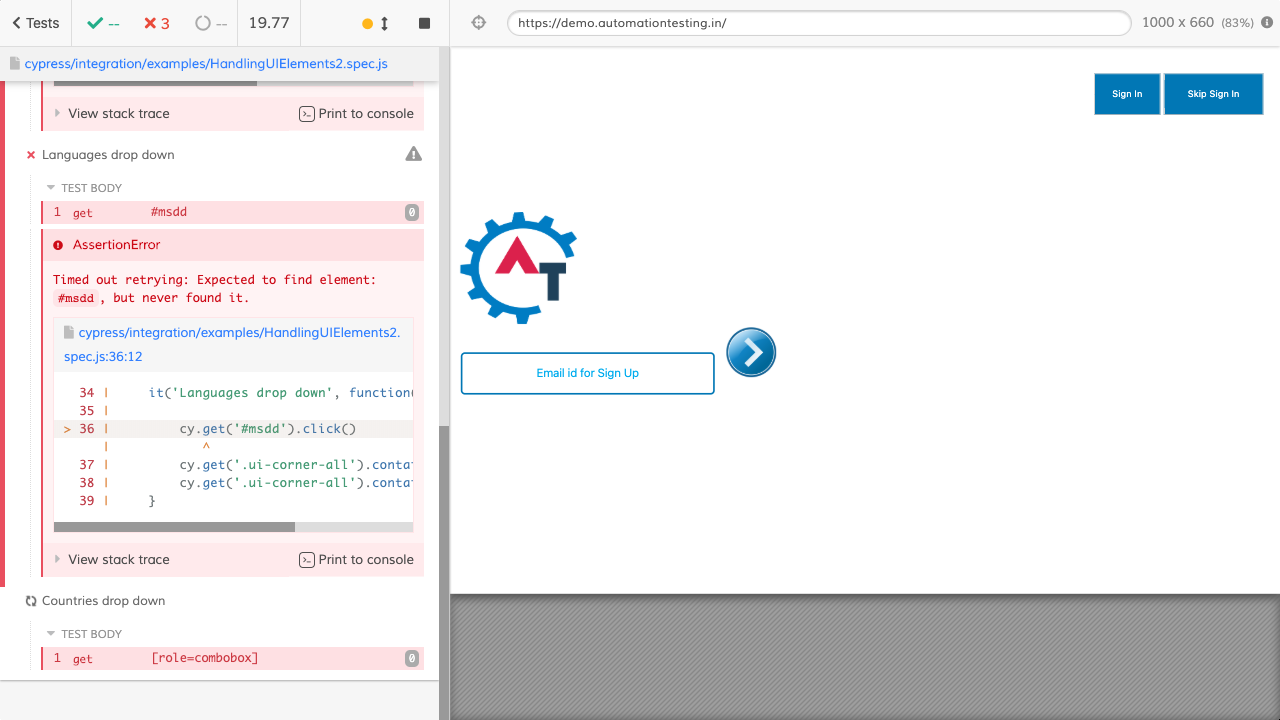 Tests
--
3
--
19.77
https://demo.automationtesting.in/
1000 x 660 (83%)
cypress/integration/examples/HandlingUIElements2.spec.js
View stack trace
Print to console
Languages drop down
TEST BODY
1 get #msdd 0
AssertionError
Timed out retrying: Expected to find element:
#msdd, but never found it.
cypress/integration/examples/HandlingUIElements2.
spec.js:36:12
34 | it('Languages drop down', function(
35 |
> 36 | cy.get('#msdd').click()
| ^
37 | cy.get('.ui-corner-all').conta
38 | cy.get('.ui-corner-all').conta
39 | }
View stack trace
Print to console
Countries drop down
TEST BODY
1 get [role=combobox] 0
Sign In
Skip Sign In
AT
Email id for Sign Up